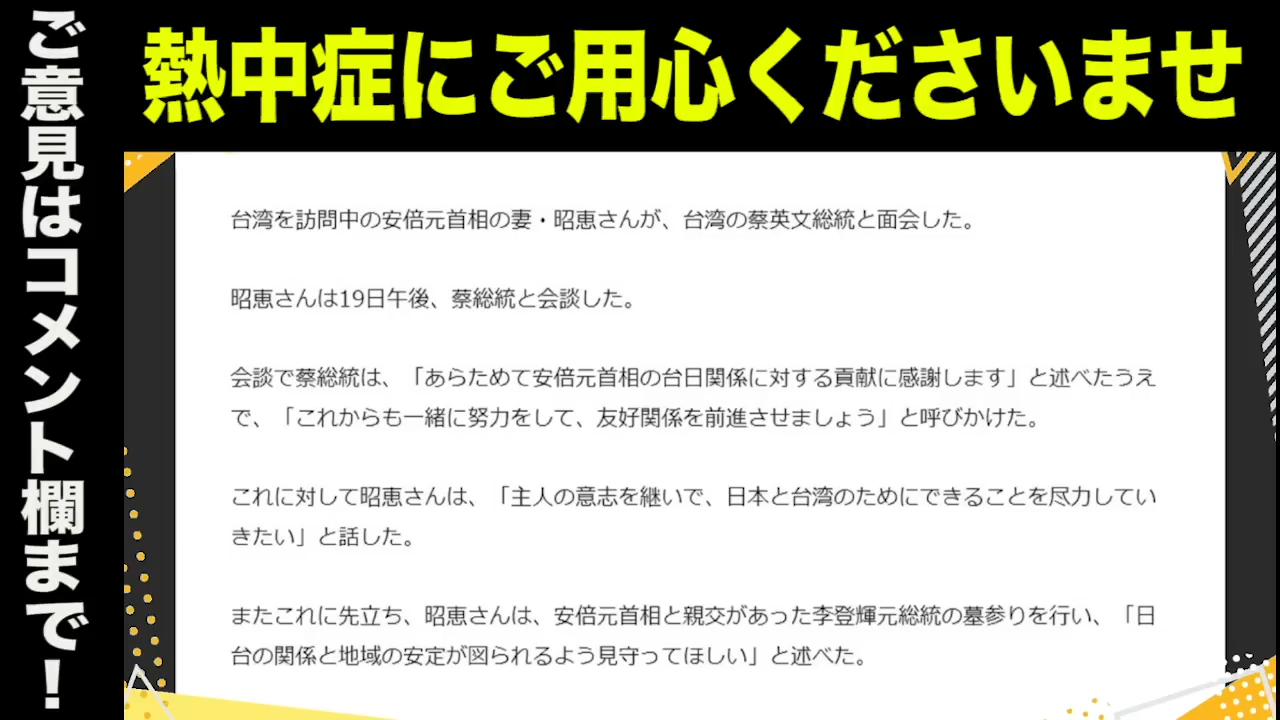 ご意見はコメント欄まで！
熱中症にご用心くださいませ
台湾を訪問中の安倍元首相の妻・昭恵さんが、台湾の蔡英文総統と面会した。
昭恵さんは19日午後、蔡総統と会談した。
会談で蔡総統は、「あらためて安倍元首相の台日関係に対する貢献に感謝します」と述べたうえ
で、「これからも一緒に努力をして、友好関係を前進させましょう」と呼びかけた。
これに対して昭恵さんは、「主人の意志を継いで、日本と台湾のためにできることを尽力してい
きたい」と話した。
またこれに先立ち、昭恵さんは、安倍元首相と親交があった李登輝元総統の墓参りを行い、「日
台の関係と地域の安定が図られるよう見守ってほしい」と述べた。